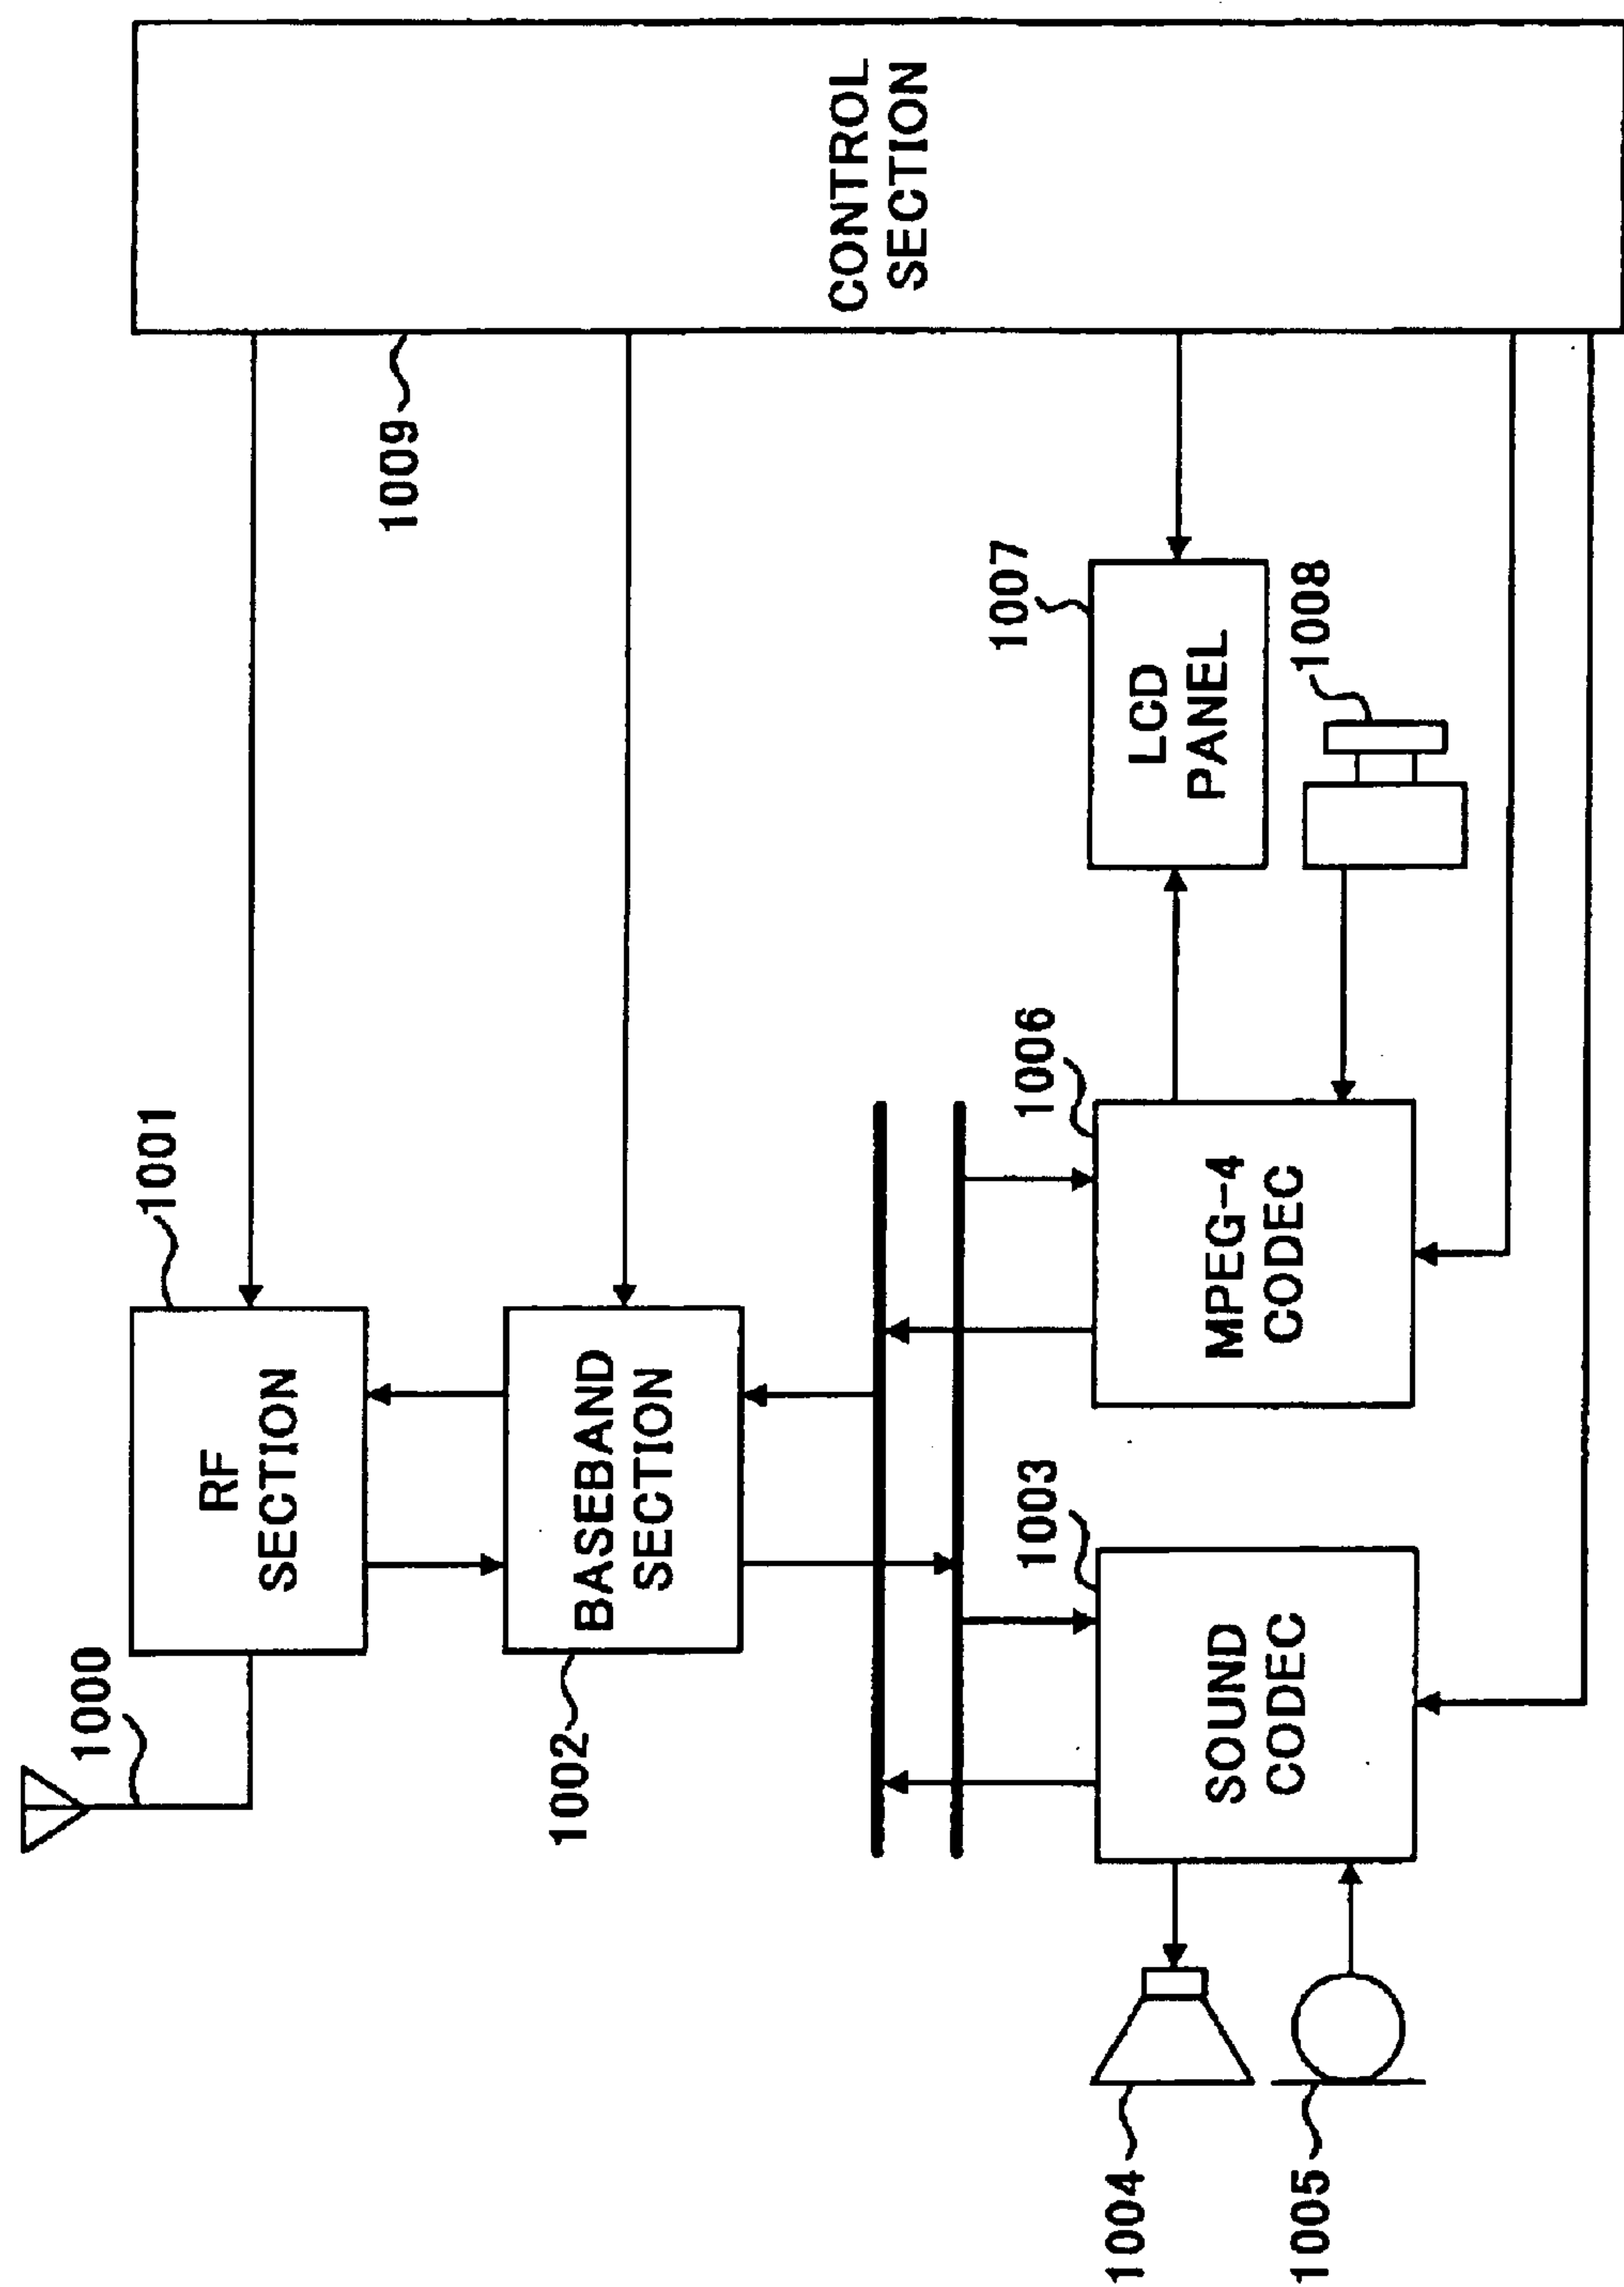 1000
1001
RF
SECTION
1009
1002
BASEBAND
SECTION
CONTROL
SECTION
1003
1006
1007
LCD
PANEL
1004
SOUND
CODEC
MPEG-4
CODEC
1005
1008